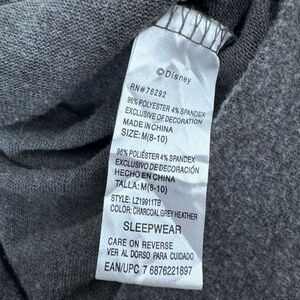 ©Disney
RN#76292
96% POLYESTER 4% SPANDEX
EXCLUSIVE OF DECORATION
MADE IN CHINA
SIZE: M(8-10)
96% POLIÉSTER 4% SPANDEX
EXCLUSIVO DE DECORACIÓN
HECHO EN CHINA
TALLA: M(8-10)
STYLE: LZ19911TB
COLOR: CHARCOAL GREY HEATHER
SLEEPWEAR
CARE ON REVERSE
VER AL DORSO PARA CUIDADO
EAN/UPC 7 6876221897